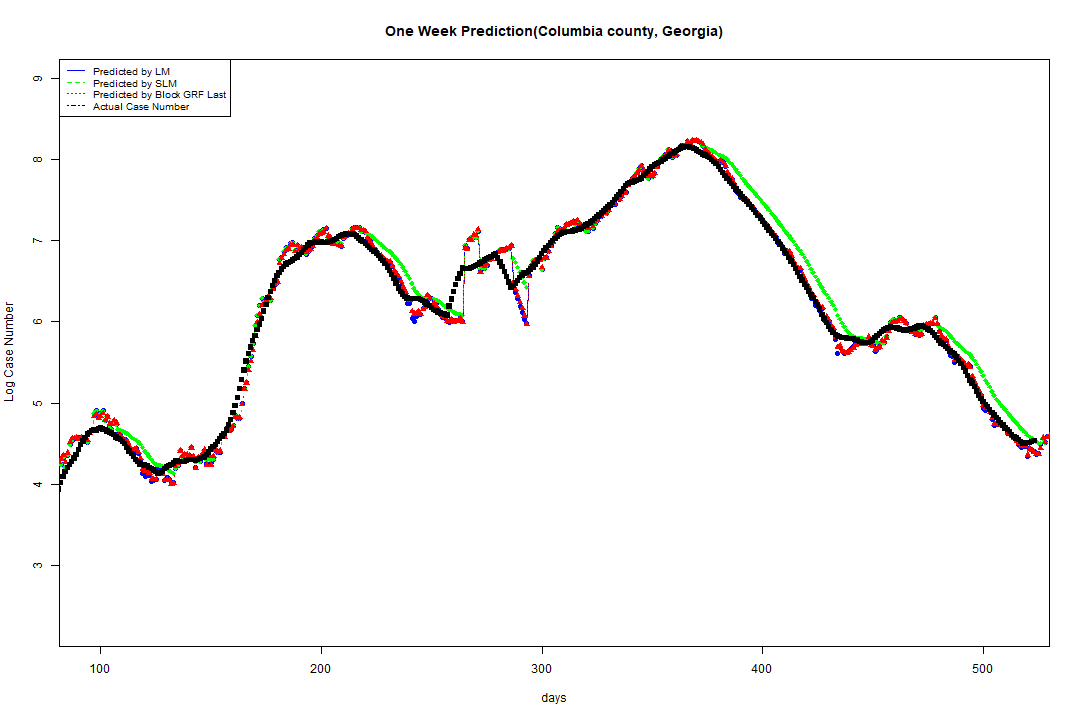 One Week Prediction(Columbia county, Georgia)
Predicted by LM
Predicted by SLM
Predicted by Block GRF Last
Actual Case Number
Log Case Number
9
8
7
6
5
4
3
100 200 300 400 500
days